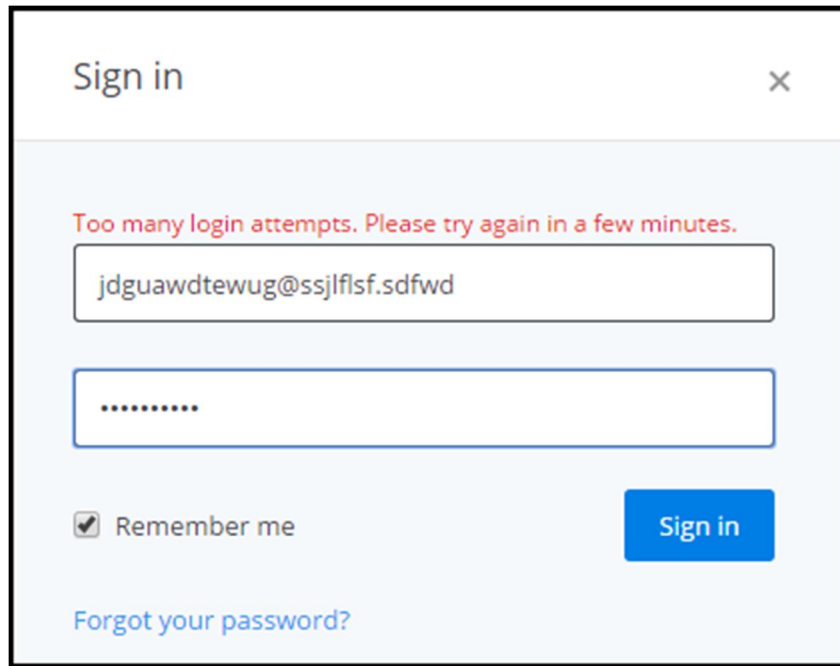 Sign in
Too many login attempts. Please try again in a few minutes.
jdguawdtewug@ssjlflsf.sdfwd
••••••••••
Remember me
Sign in
Forgot your password?